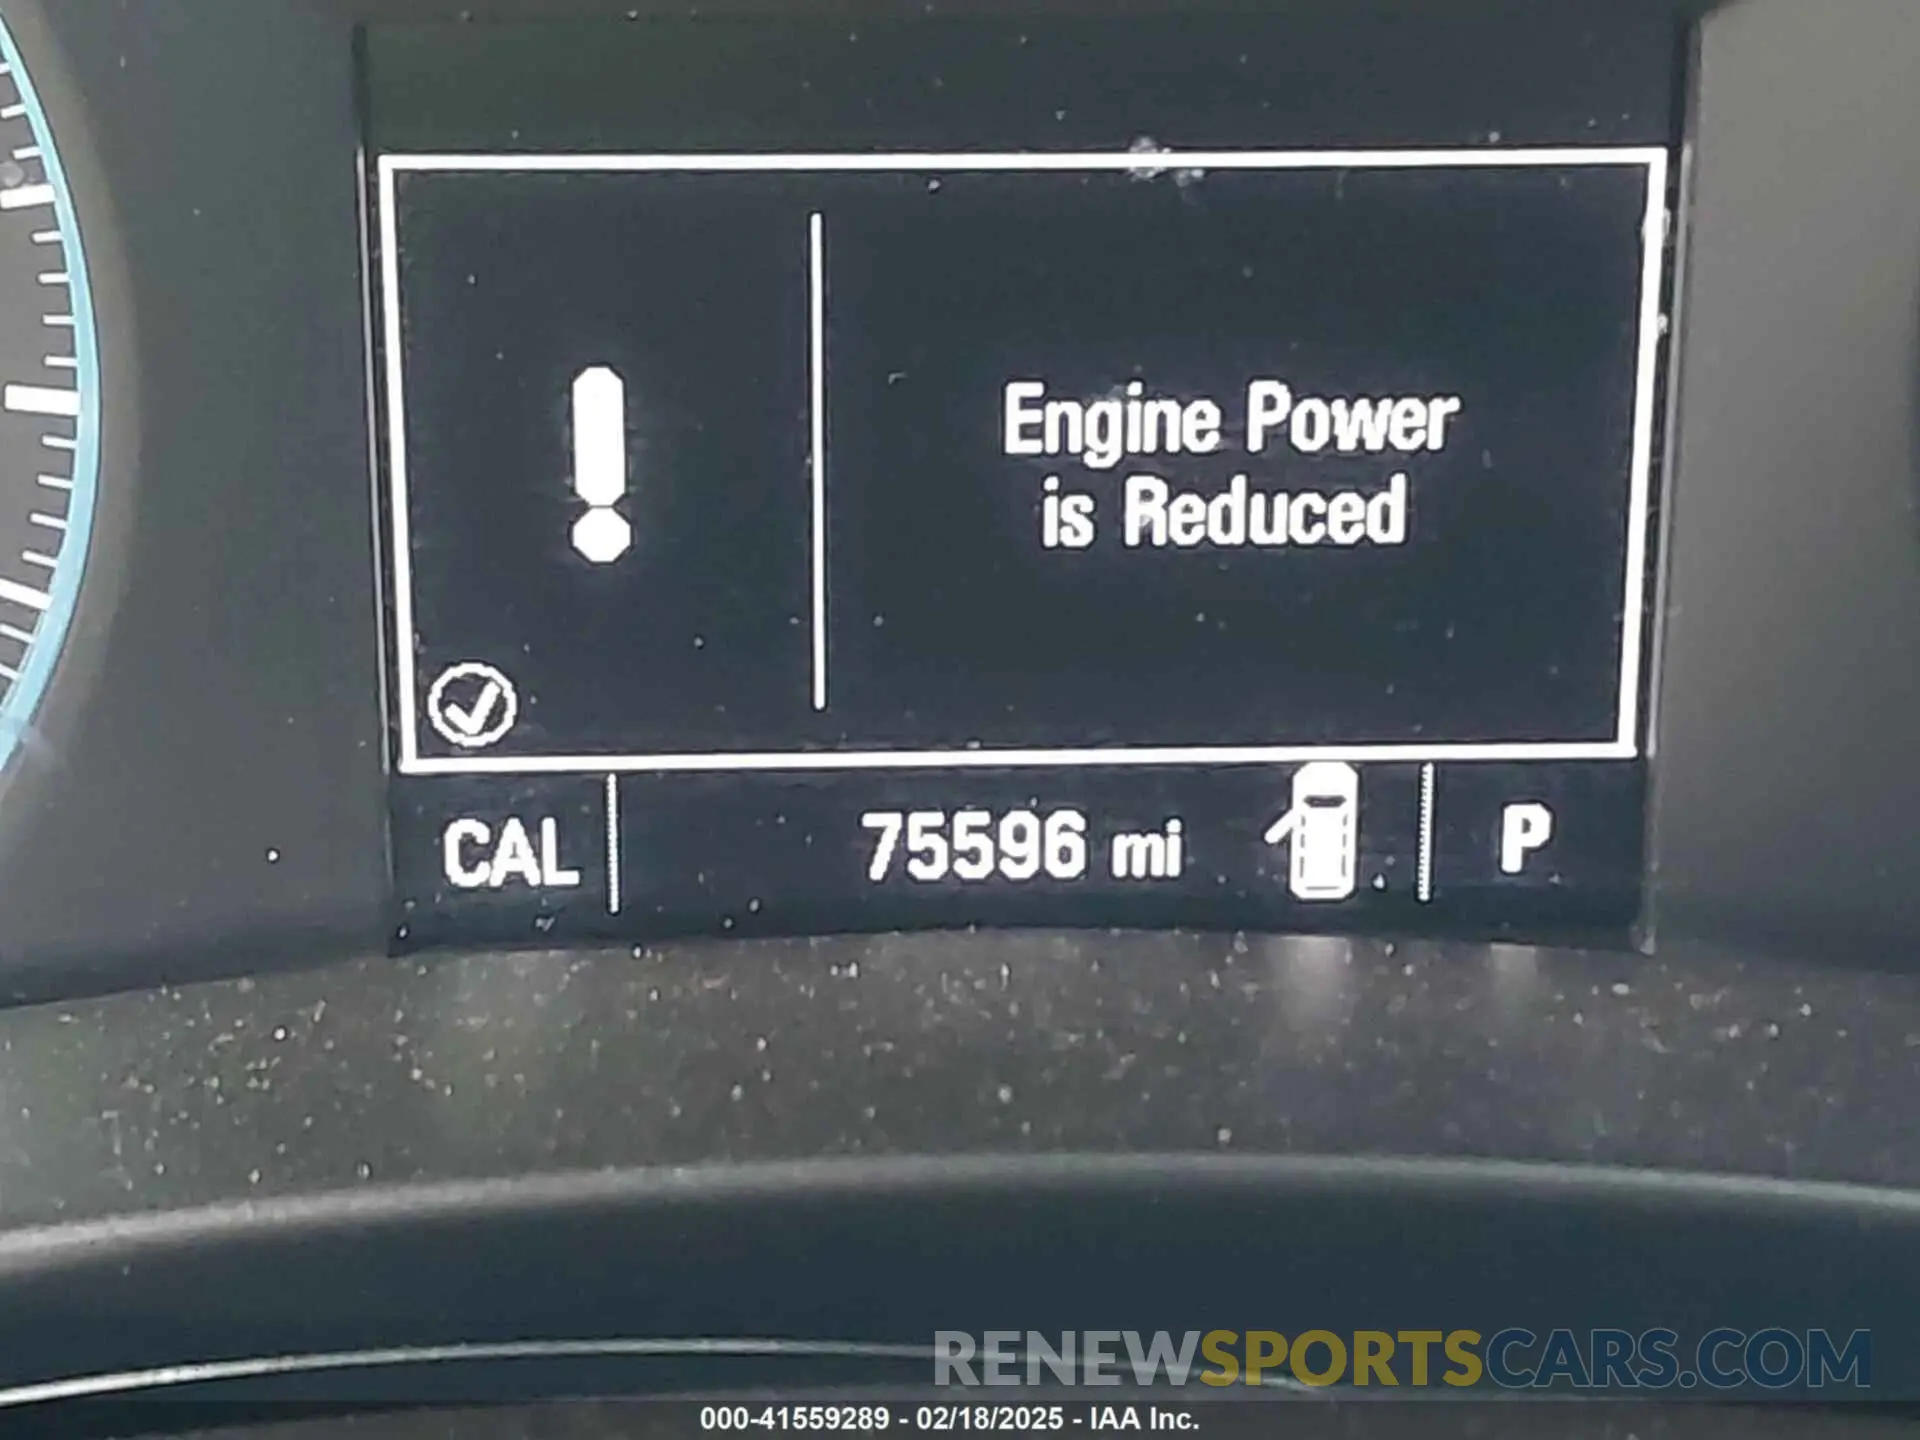 Engine Power
is Reduced
CAL 75596 mi P
RENEWSPORTSCARS.COM
000-41559289 - 02/18/2025 - IAA Inc.